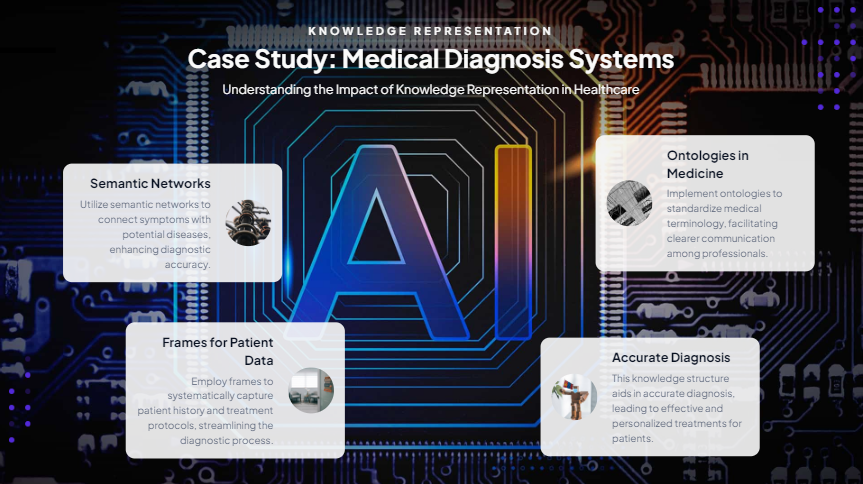 KNOWLEDGE REPRESENTATION
Case Study: Medical Diagnosis Systems
Understanding the Impact of Knowledge Representation in Healthcare
AI
Semantic Networks
Utilize semantic networks to
connect symptoms with
potential diseases,
enhancing diagnostic
accuracy.
Ontologies in
Medicine
Implement ontologies to
standardize medical
terminology, facilitating
clearer communication
among professionals.
Frames for Patient
Data
Employ frames to
systematically capture
patient history and treatment
protocols, streamlining the
diagnostic process.
Accurate Diagnosis
This knowledge structure
aids in accurate diagnosis,
leading to effective and
personalized treatments for
patients.